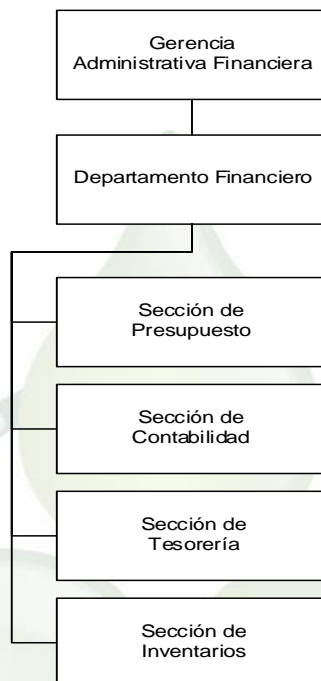 Gerencia
Administrativa Financiera
Departamento Financiero
Sección de
Presupuesto
Sección de
Contabilidad
Sección de
Tesorería
Sección de
Inventarios